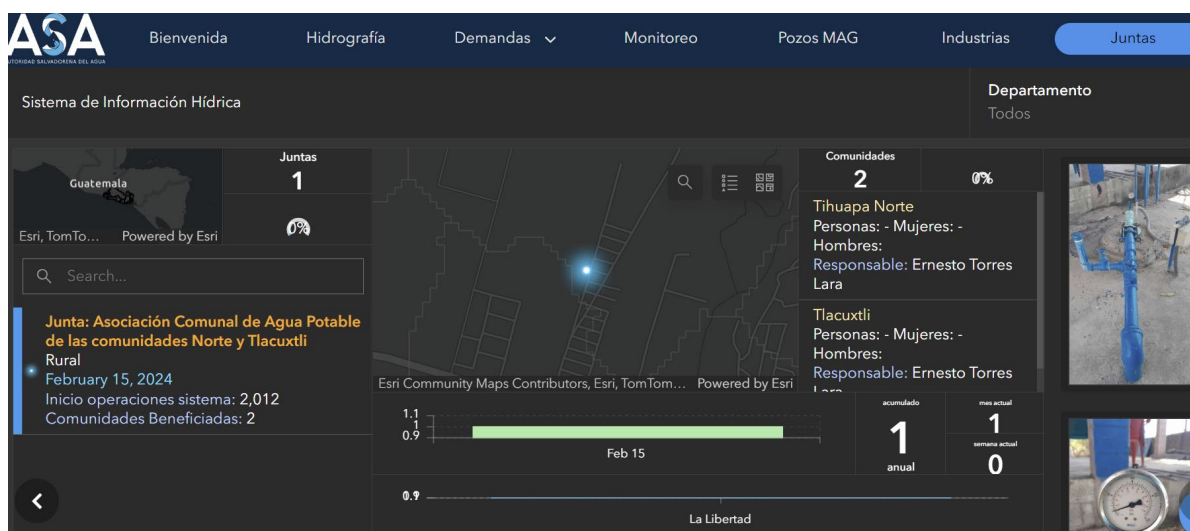 ASA
AUTORIDAD SALVADOREÑA DEL AGUA
Bienvenida
Hidrografía
Demandas
Monitoreo
Pozos MAG
Industrias
Juntas
Sistema de Información Hídrica
Departamento
Todos
Guatemala
Esri, TomTo... Powered by Esri
Juntas
1
0%
Search...
Junta: Asociación Comunal de Agua Potable
de las comunidades Norte y Tlacuxtli
Rural
February 15, 2024
Inicio operaciones sistema: 2,012
Comunidades Beneficiadas: 2
Esri Community Maps Contributors, Esri, TomTom... Powered by Esri
Comunidades
2
0%
Tihuapa Norte
Personas: - Mujeres: -
Hombres:
Responsable: Ernesto Torres
Lara
Tlacuxtli
Personas: - Mujeres: -
Hombres:
Responsable: Ernesto Torres
Lara
1.1
1
0.9
Feb 15
acumulado
1
anual
mes actual
1
semana actual
0
La Libertad